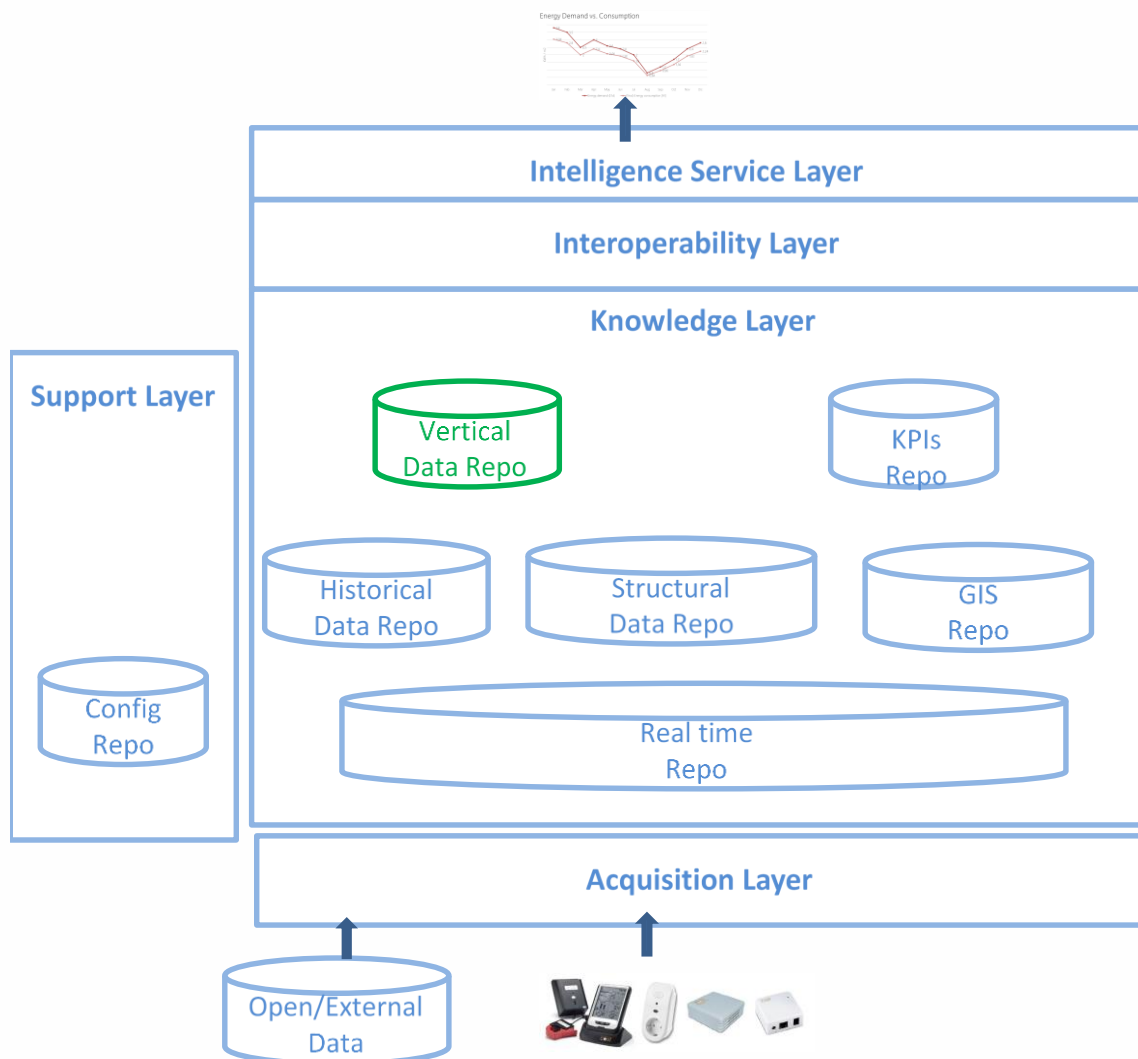 Energy Demand vs. Consumption
Intelligence Service Layer
Interoperability Layer
Knowledge Layer
Support Layer
Vertical
Data Repo
KPIs
Repo
Historical
Data Repo
Structural
Data Repo
GIS
Repo
Config
Repo
Real time
Repo
Acquisition Layer
Open/External
Data